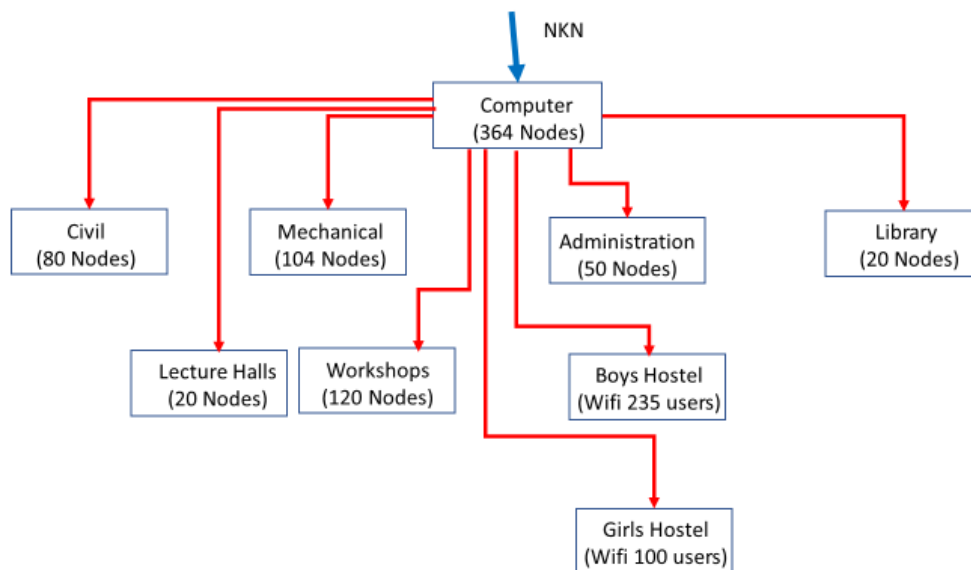 NKN
Computer
(364 Nodes)
Civil
(80 Nodes)
Mechanical
(104 Nodes)
Administration
(50 Nodes)
Library
(20 Nodes)
Lecture Halls
(20 Nodes)
Workshops
(120 Nodes)
Boys Hostel
(Wifi 235 users)
Girls Hostel
(Wifi 100 users)